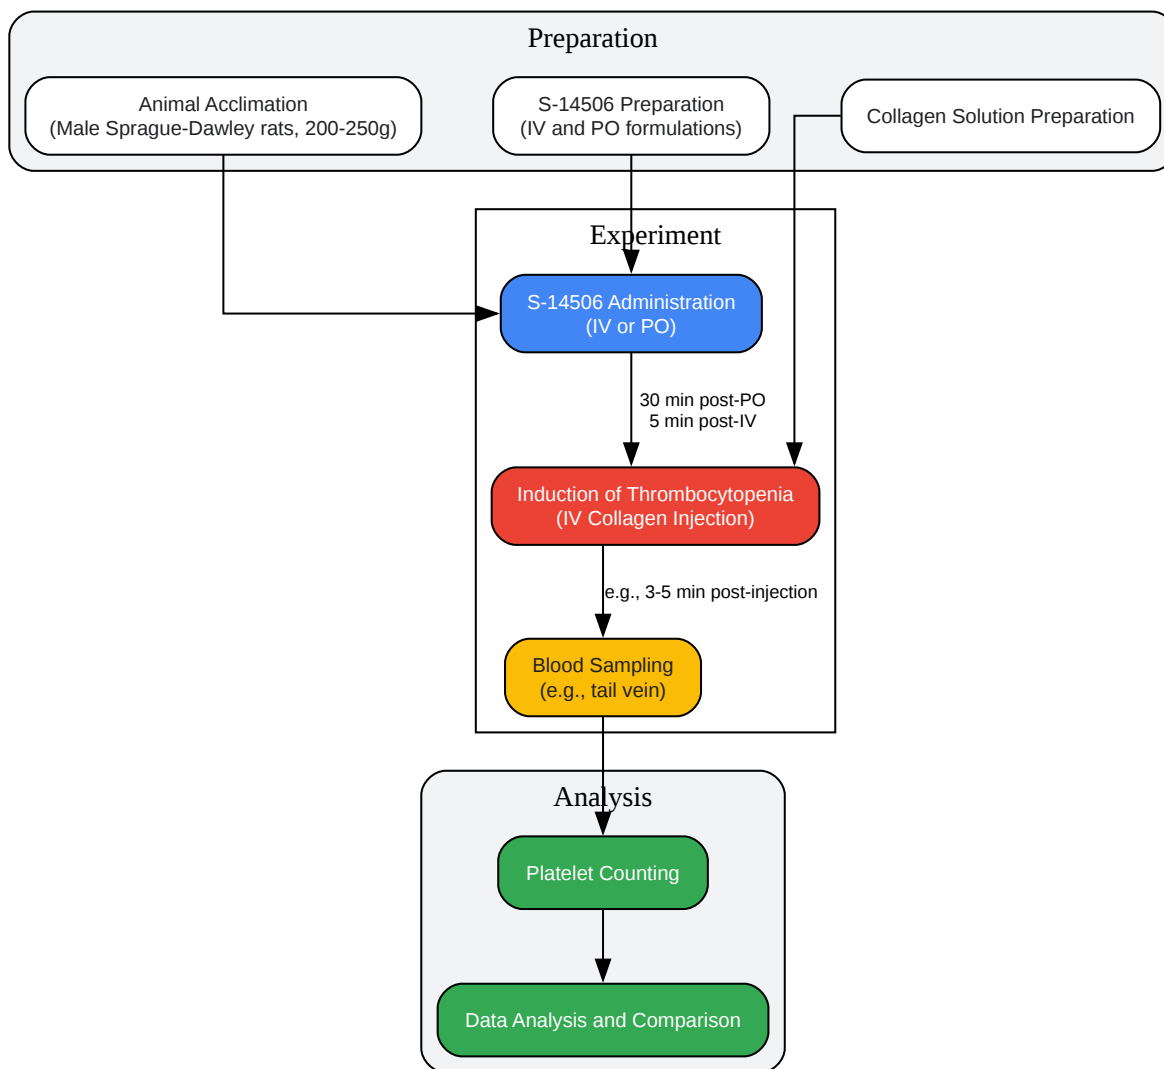 Preparation
Animal Acclimation
(Male Sprague-Dawley rats, 200-250g)
S-14506 Preparation
(IV and PO formulations)
Collagen Solution Preparation
Experiment
S-14506 Administration
(IV or PO)
30 min post-PO
5 min post-IV
Induction of Thrombocytopenia
(IV Collagen Injection)
e.g., 3-5 min post-injection
Blood Sampling
(e.g., tail vein)
Analysis
Platelet Counting
Data Analysis and Comparison